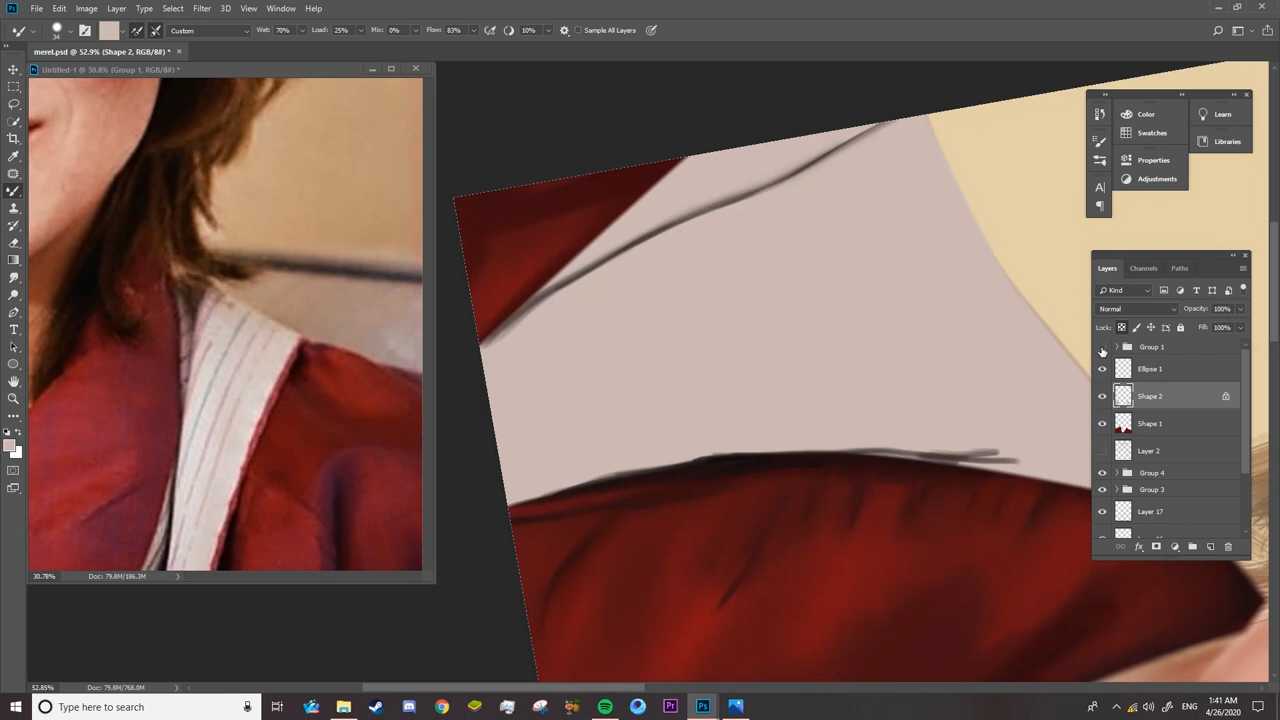 Ps File Edit Image Layer Type Select Filter 3D View Window Help
34 Custom Wet: 70% Load: 25% Mix: 0% Flow: 83% 10% Sample All Layers
merel.psd @ 52.9% (Shape 2, RGB/8#) *
Ps Untitled-1 @ 30.8% (Group 1, RGB/8#) *
Color Learn
Swatches
Libraries
Properties
Adjustments
Layers Channels Paths
Kind
Normal Opacity: 100%
Lock: Fill: 100%
Group 1
Ellipse 1
Shape 2
Shape 1
Layer 2
Group 4
Group 3
Layer 17
30.78% Doc: 79.8M/186.3M
52.85% Doc: 79.8M/768.0M
Type here to search
Pr Ps
ENG
1:41 AM
4/26/2020